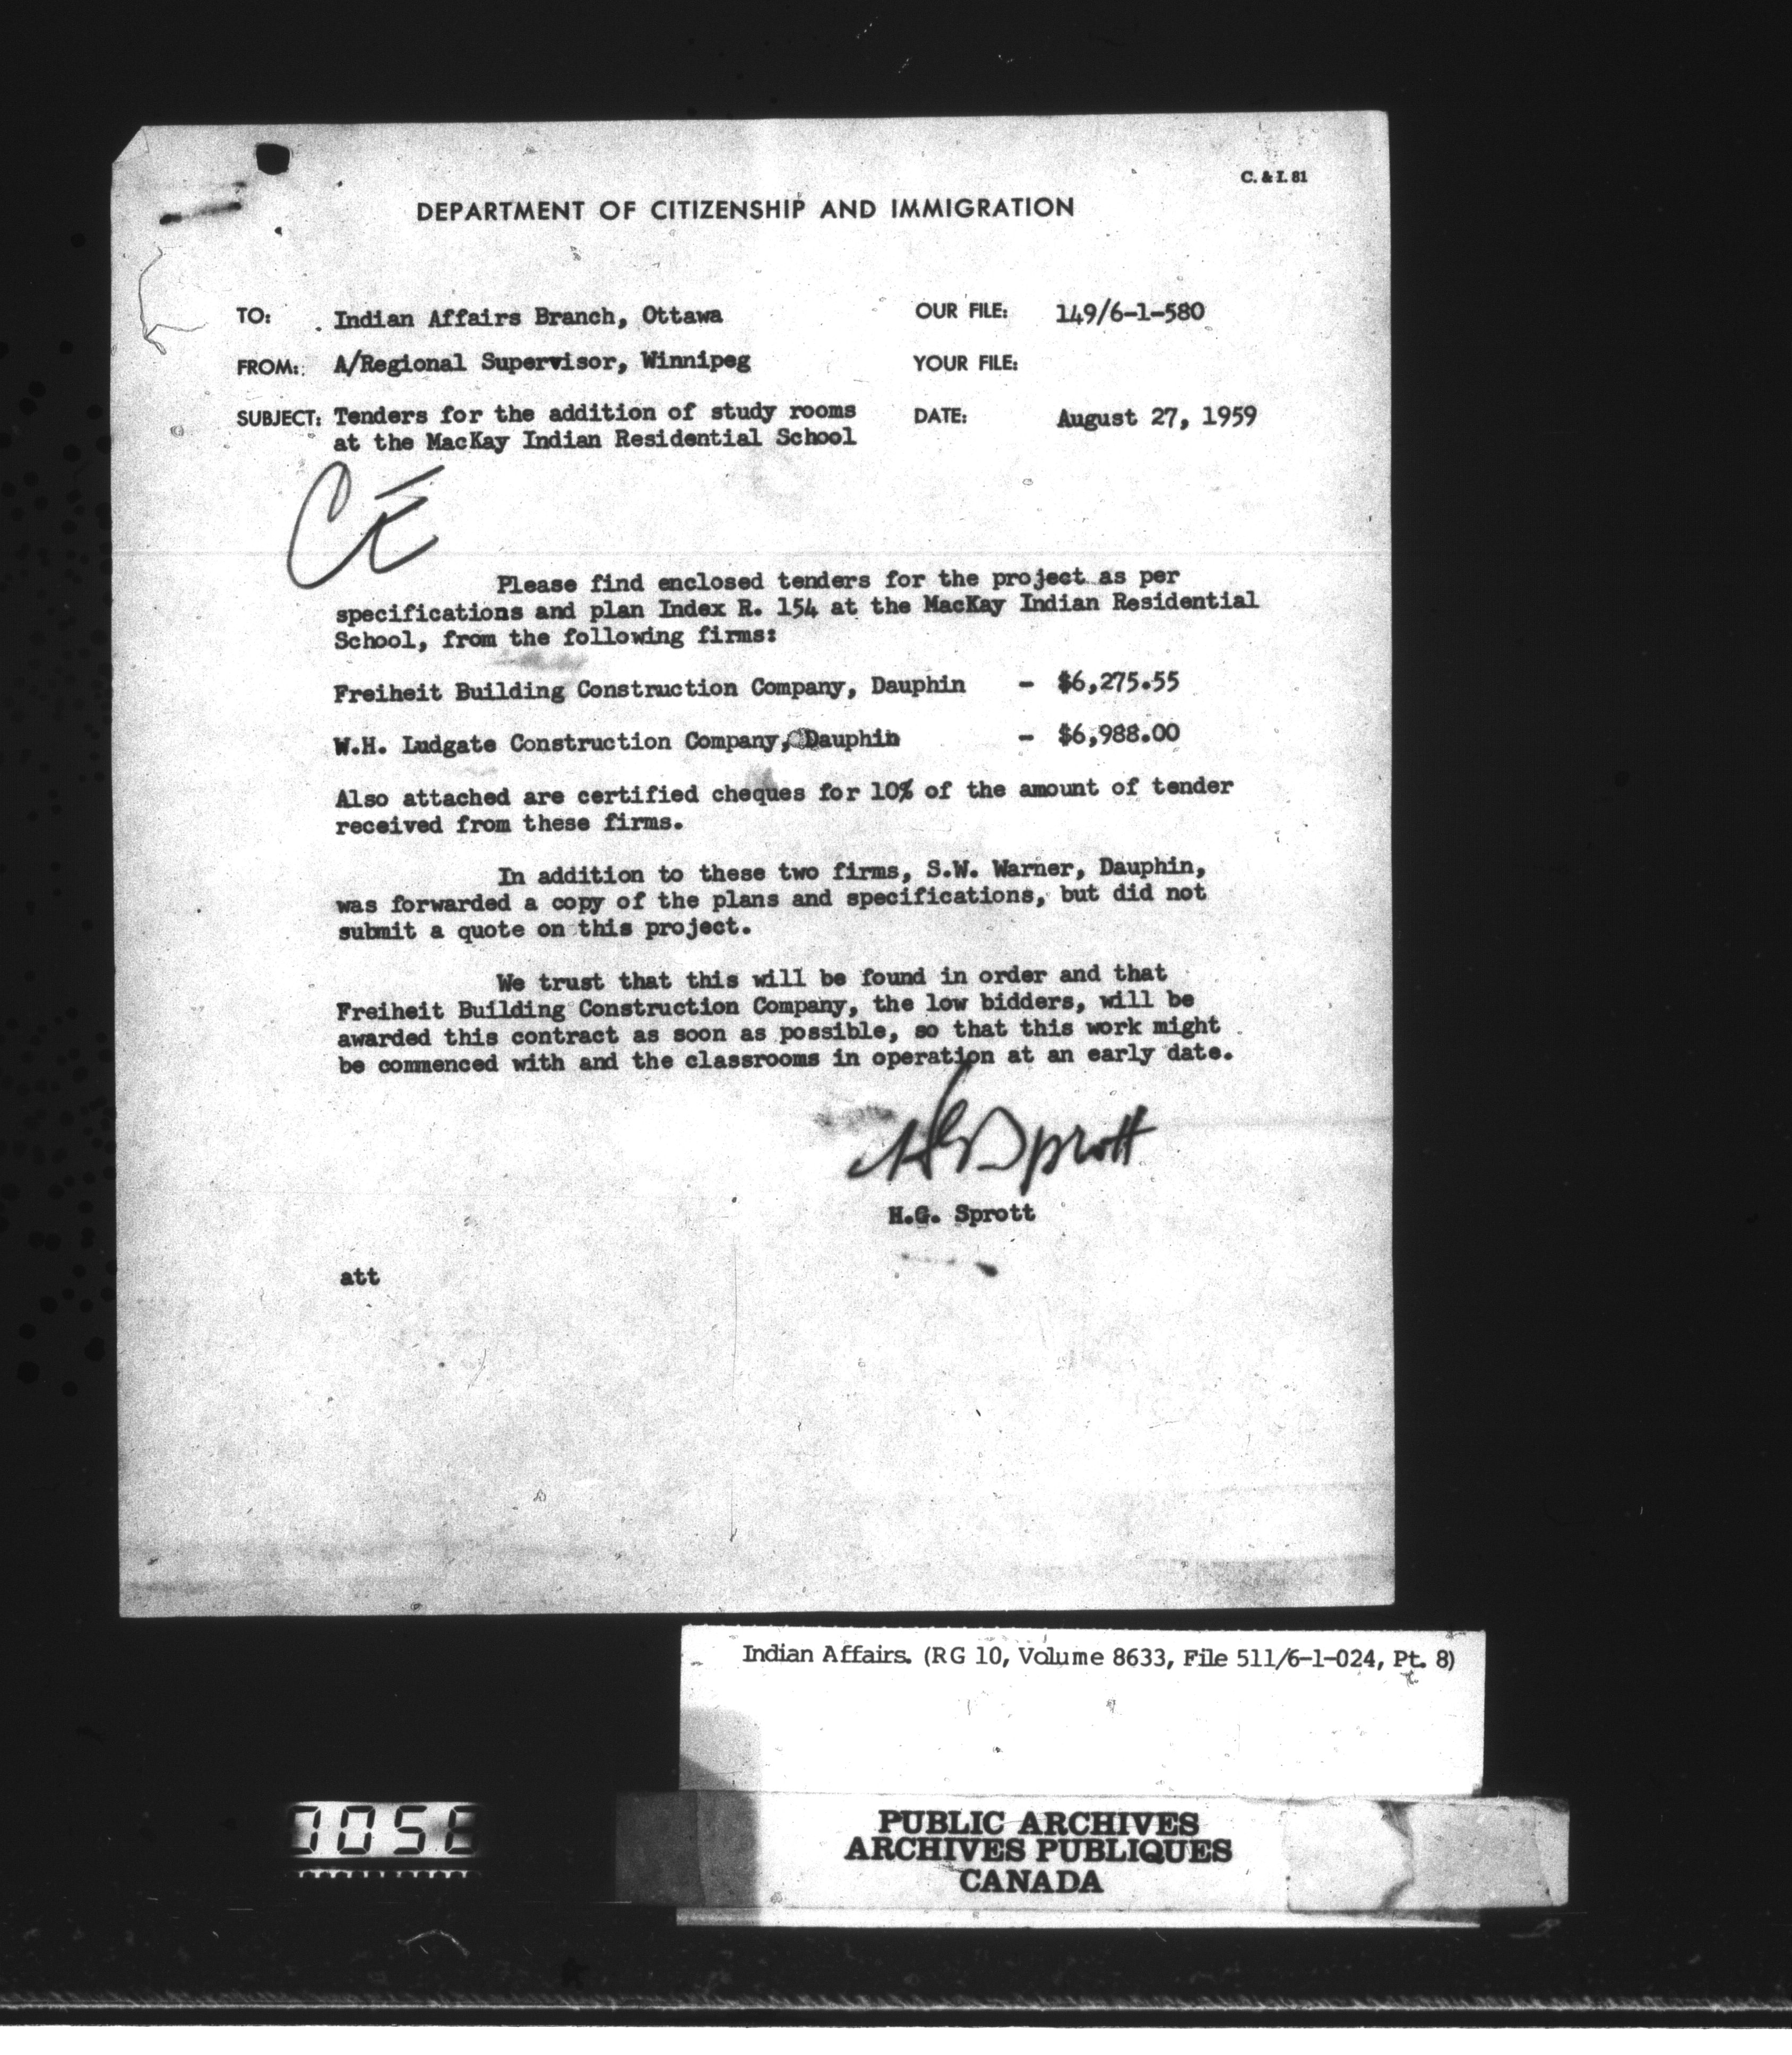 C. & I. 81
DEPARTMENT OF CITIZENSHIP AND IMMIGRATION
TO: Indian Affairs Branch, Ottawa OUR FILE: 149/6-1-580
FROM: A/Regional Supervisor, Winnipeg YOUR FILE:
SUBJECT: Tenders for the addition of study rooms DATE: August 27, 1959
at the MacKay Indian Residential School
CE
Please find enclosed tenders for the project as per
specifications and plan Index R. 154 at the MacKay Indian Residential
School, from the following firms:
Freiheit Building Construction Company, Dauphin - $6,275.55
W.H. Ludgate Construction Company, Dauphin - $6,988.00
Also attached are certified cheques for 10% of the amount of tender
received from these firms.
In addition to these two firms, S.W. Warner, Dauphin,
was forwarded a copy of the plans and specifications, but did not
submit a quote on this project.
We trust that this will be found in order and that
Freiheit Building Construction Company, the low bidders, will be
awarded this contract as soon as possible, so that this work might
be commenced with and the classrooms in operation at an early date.
HGSprott
H.G. Sprott
att
Indian Affairs. (RG 10, Volume 8633, File 511/6-1-024, Pt. 8)
PUBLIC ARCHIVES
ARCHIVES PUBLIQUES
CANADA